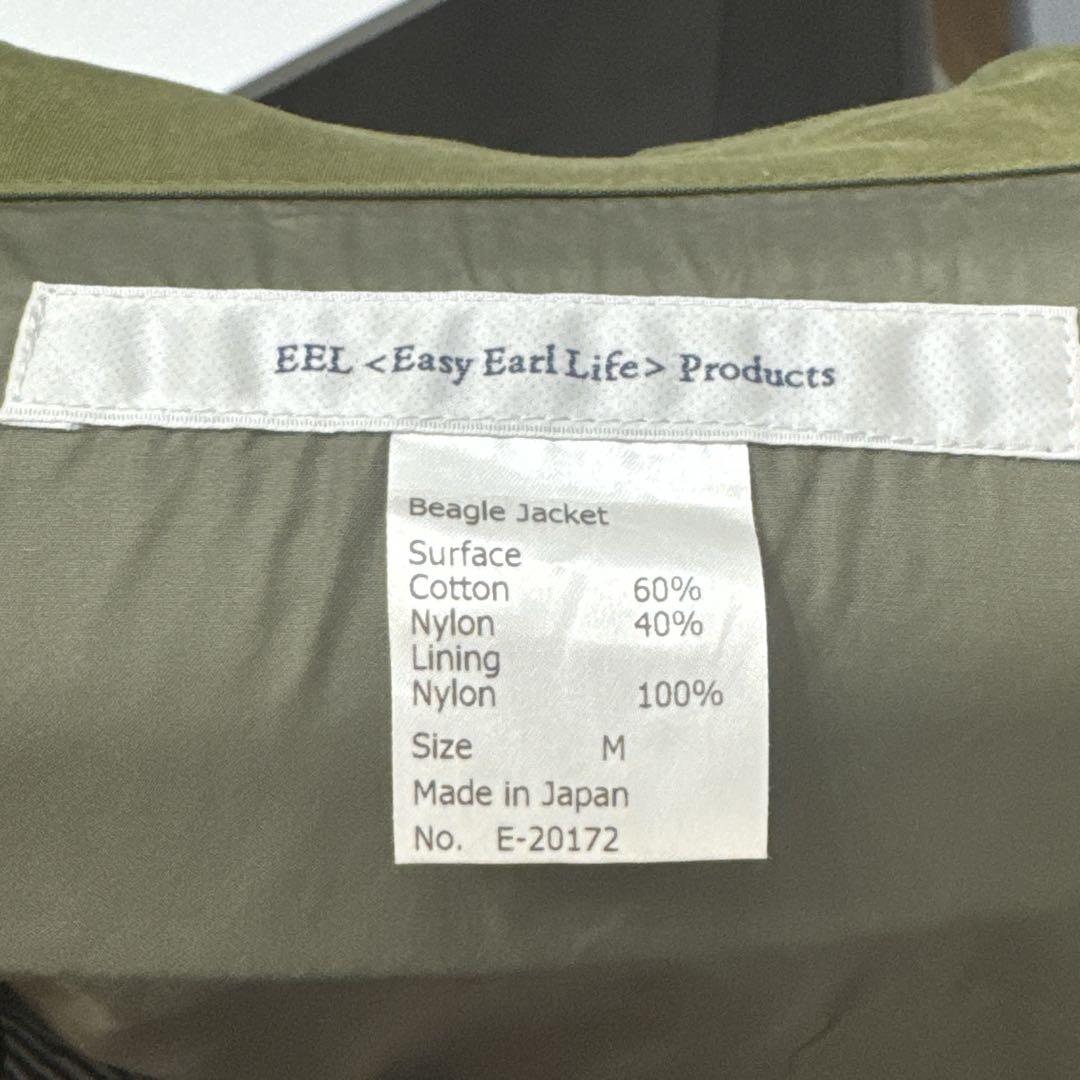 EEL <Easy Earl Life> Products
Beagle Jacket
Surface
Cotton 60%
Nylon 40%
Lining
Nylon 100%
Size M
Made in Japan
No. E-20172